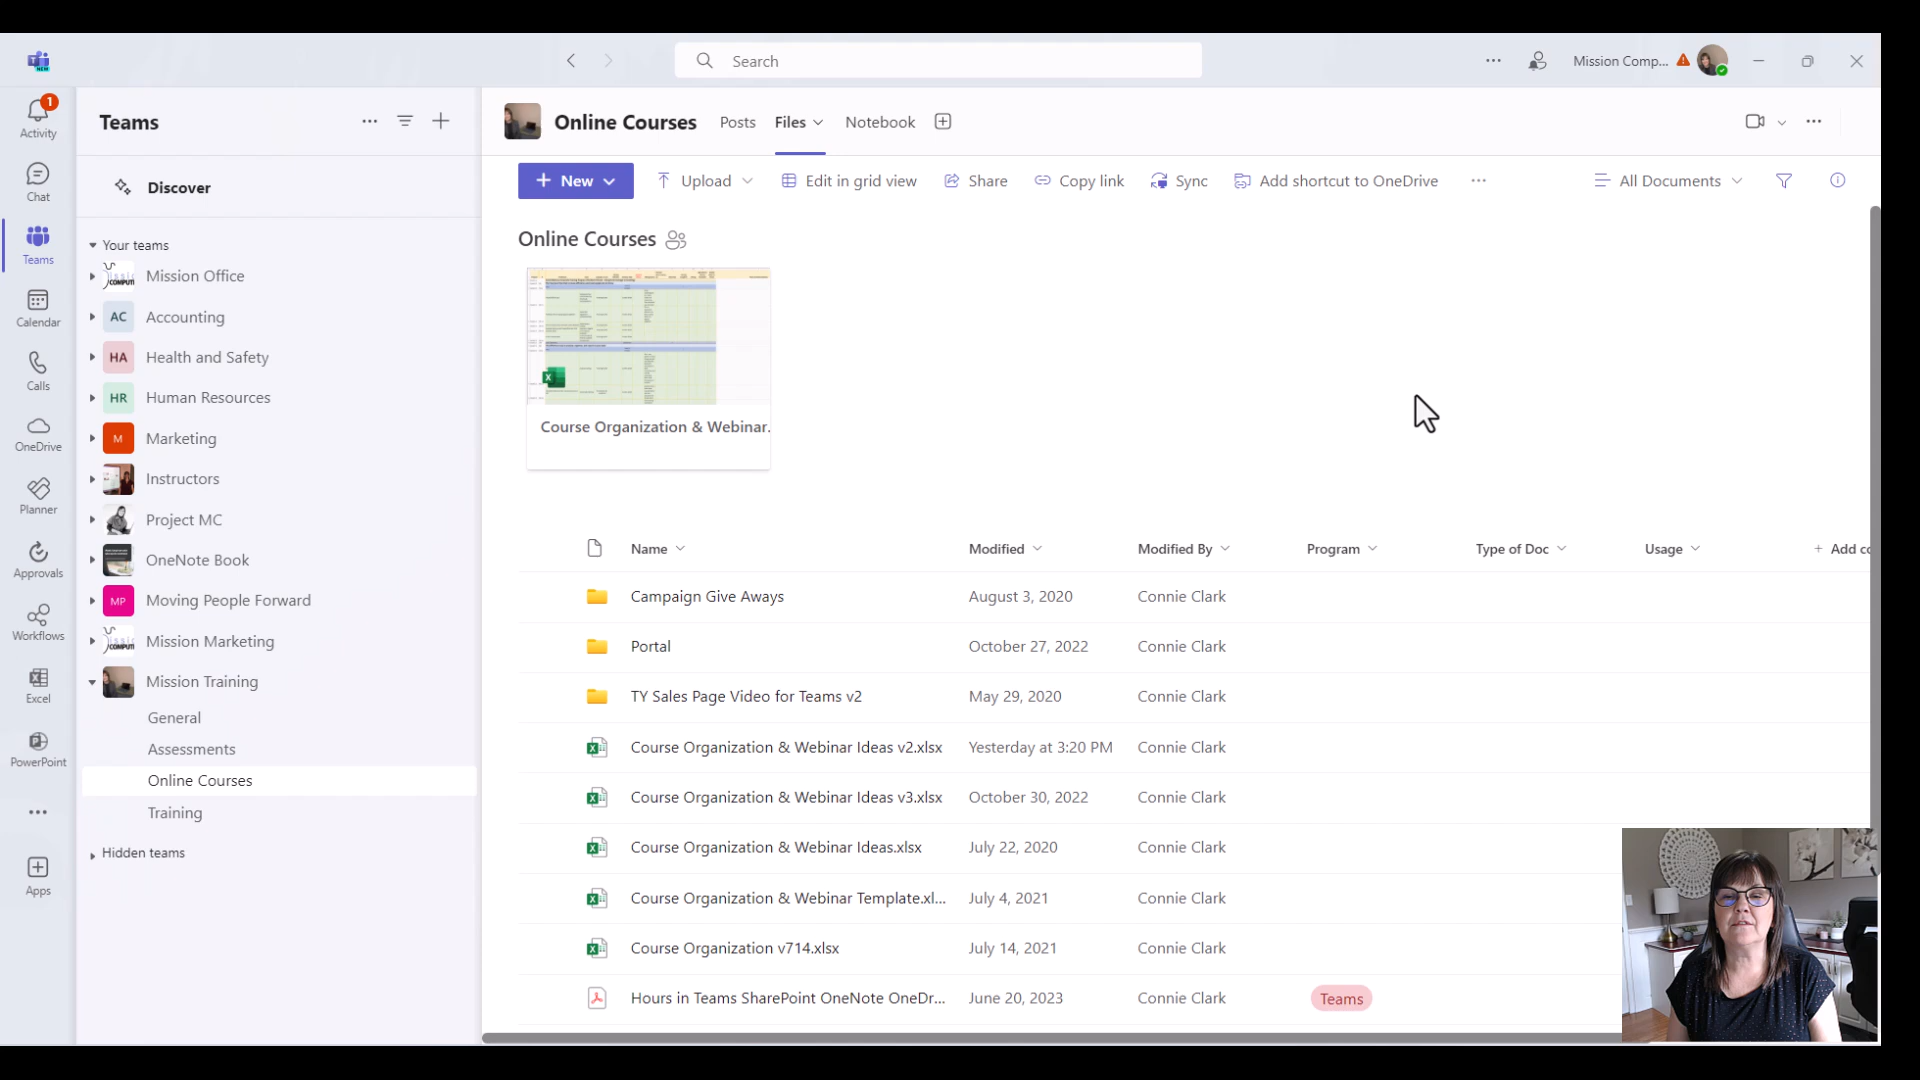 Search
Mission Comp...
NEW
1
Activity
Chat
Teams
Calendar
Calls
OneDrive
Planner
Approvals
Workflows
Excel
PowerPoint
Apps
Teams
Discover
Your teams
Mission Office
AC Accounting
HA Health and Safety
HR Human Resources
M Marketing
Instructors
Project MC
OneNote Book
MP Moving People Forward
Mission Marketing
Mission Training
General
Assessments
Online Courses
Training
Hidden teams
Online Courses Posts Files Notebook
+ New Upload Edit in grid view Share Copy link Sync Add shortcut to OneDrive ... All Documents
Online Courses
Course Organization & Webinar.
Name Modified Modified By Program Type of Doc Usage + Add co
Campaign Give Aways August 3, 2020 Connie Clark
Portal October 27, 2022 Connie Clark
TY Sales Page Video for Teams v2 May 29, 2020 Connie Clark
Course Organization & Webinar Ideas v2.xlsx Yesterday at 3:20 PM Connie Clark
Course Organization & Webinar Ideas v3.xlsx October 30, 2022 Connie Clark
Course Organization & Webinar Ideas.xlsx July 22, 2020 Connie Clark
Course Organization & Webinar Template.xl... July 4, 2021 Connie Clark
Course Organization v714.xlsx July 14, 2021 Connie Clark
Hours in Teams SharePoint OneNote OneDr... June 20, 2023 Connie Clark Teams